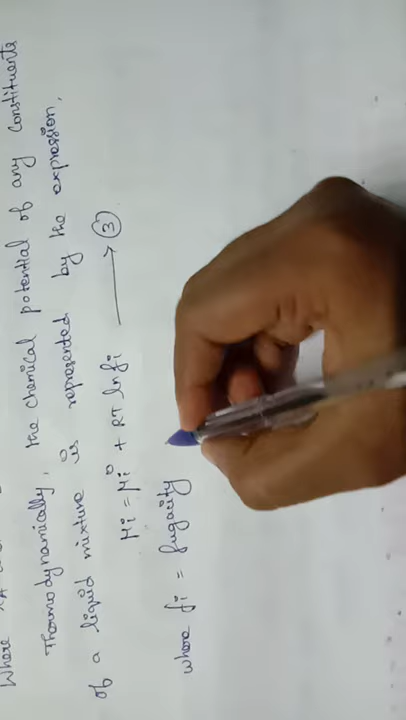 Where
Thermodynamically, the chemical potential of any constituents
of a liquid mixture is represented by the expression,
μi = μi° + RT ln fi → ③
where fi = fugacity